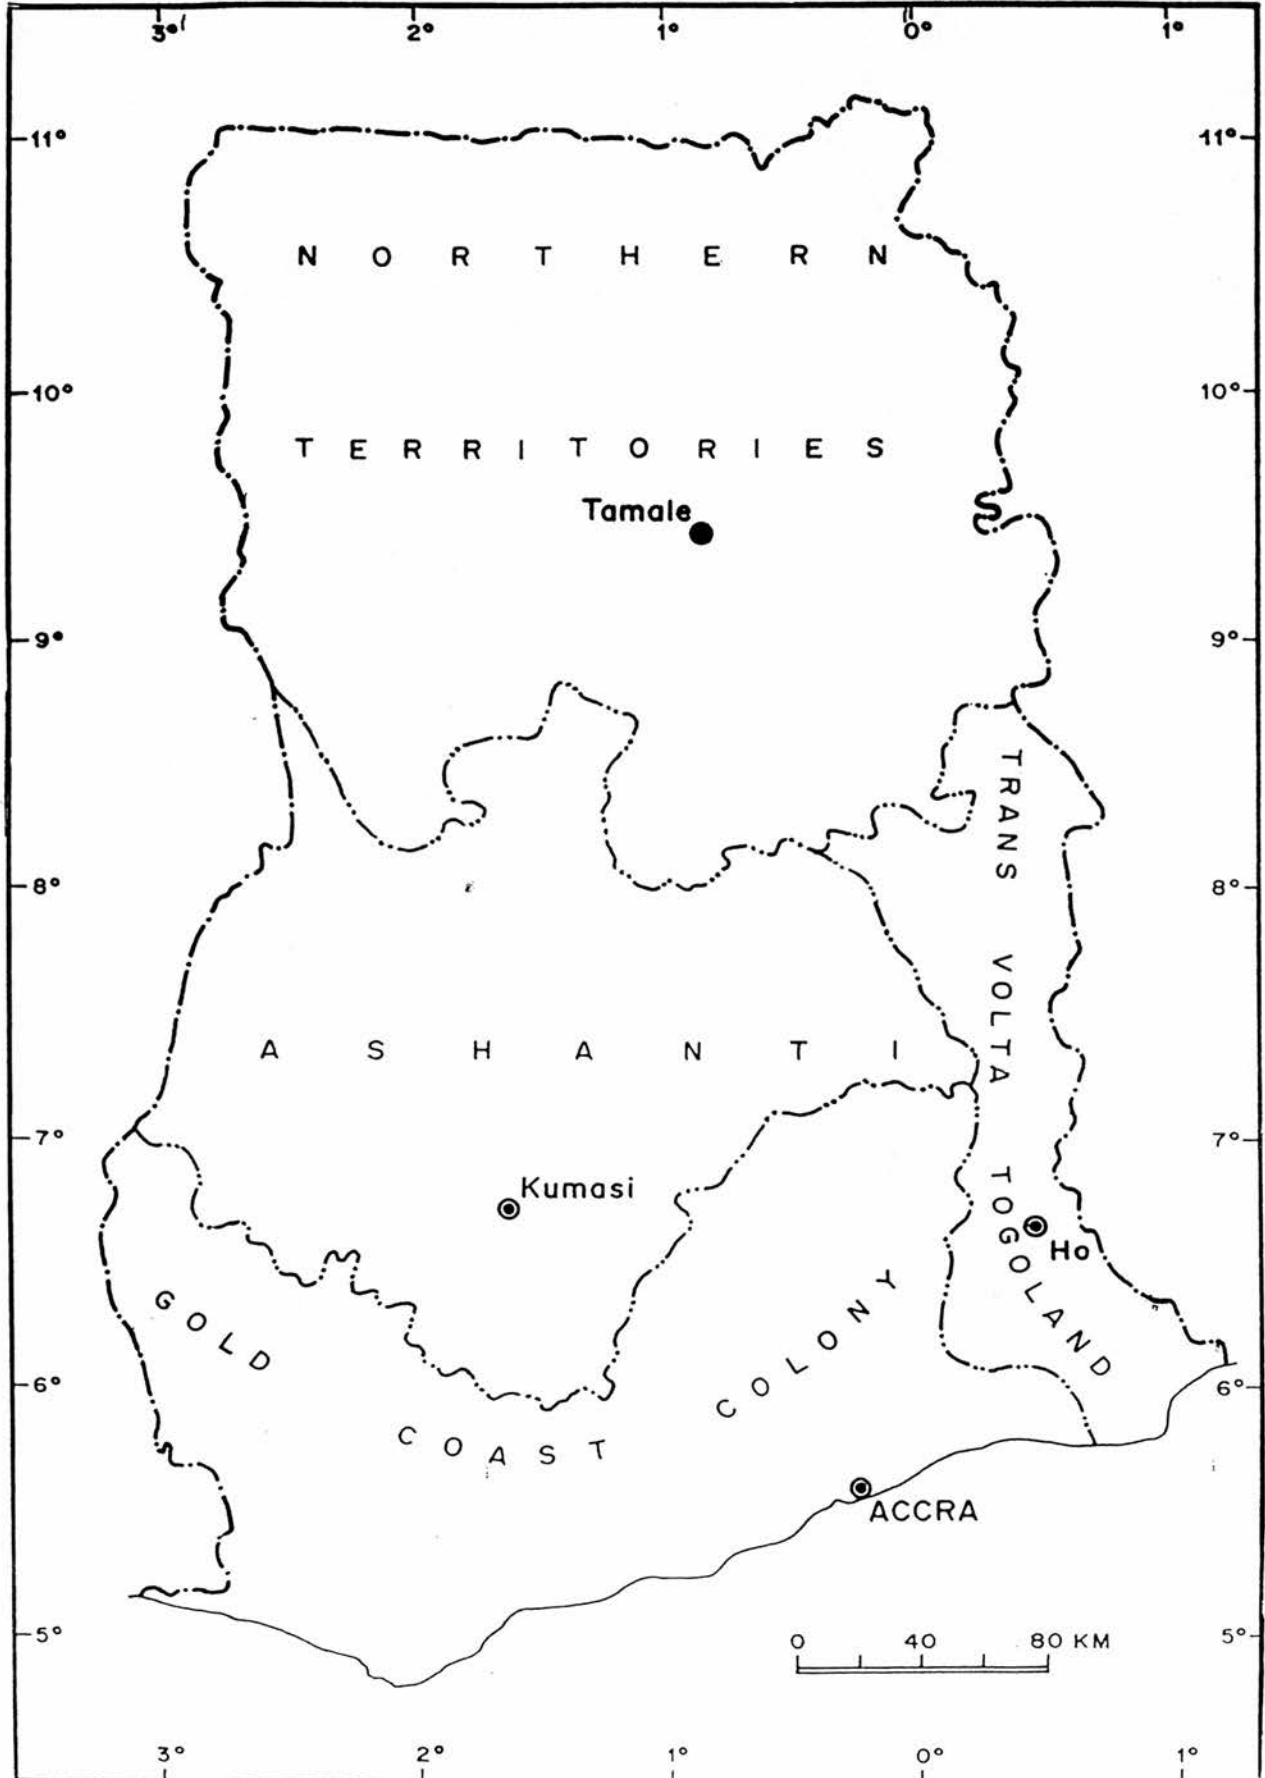 3° 2° 1° 0° 1°
11° 11°
NORTHERN
10° 10°
TERRITORIES
Tamale
9° 9°
TRANS VOLTA TOGOLAND
8° 8°
ASHANTI
7° 7°
Kumasi
Ho
GOLD COAST COLONY
6° 6°
ACCRA
5° 5°
0 40 80 KM
3° 2° 1° 0° 1°